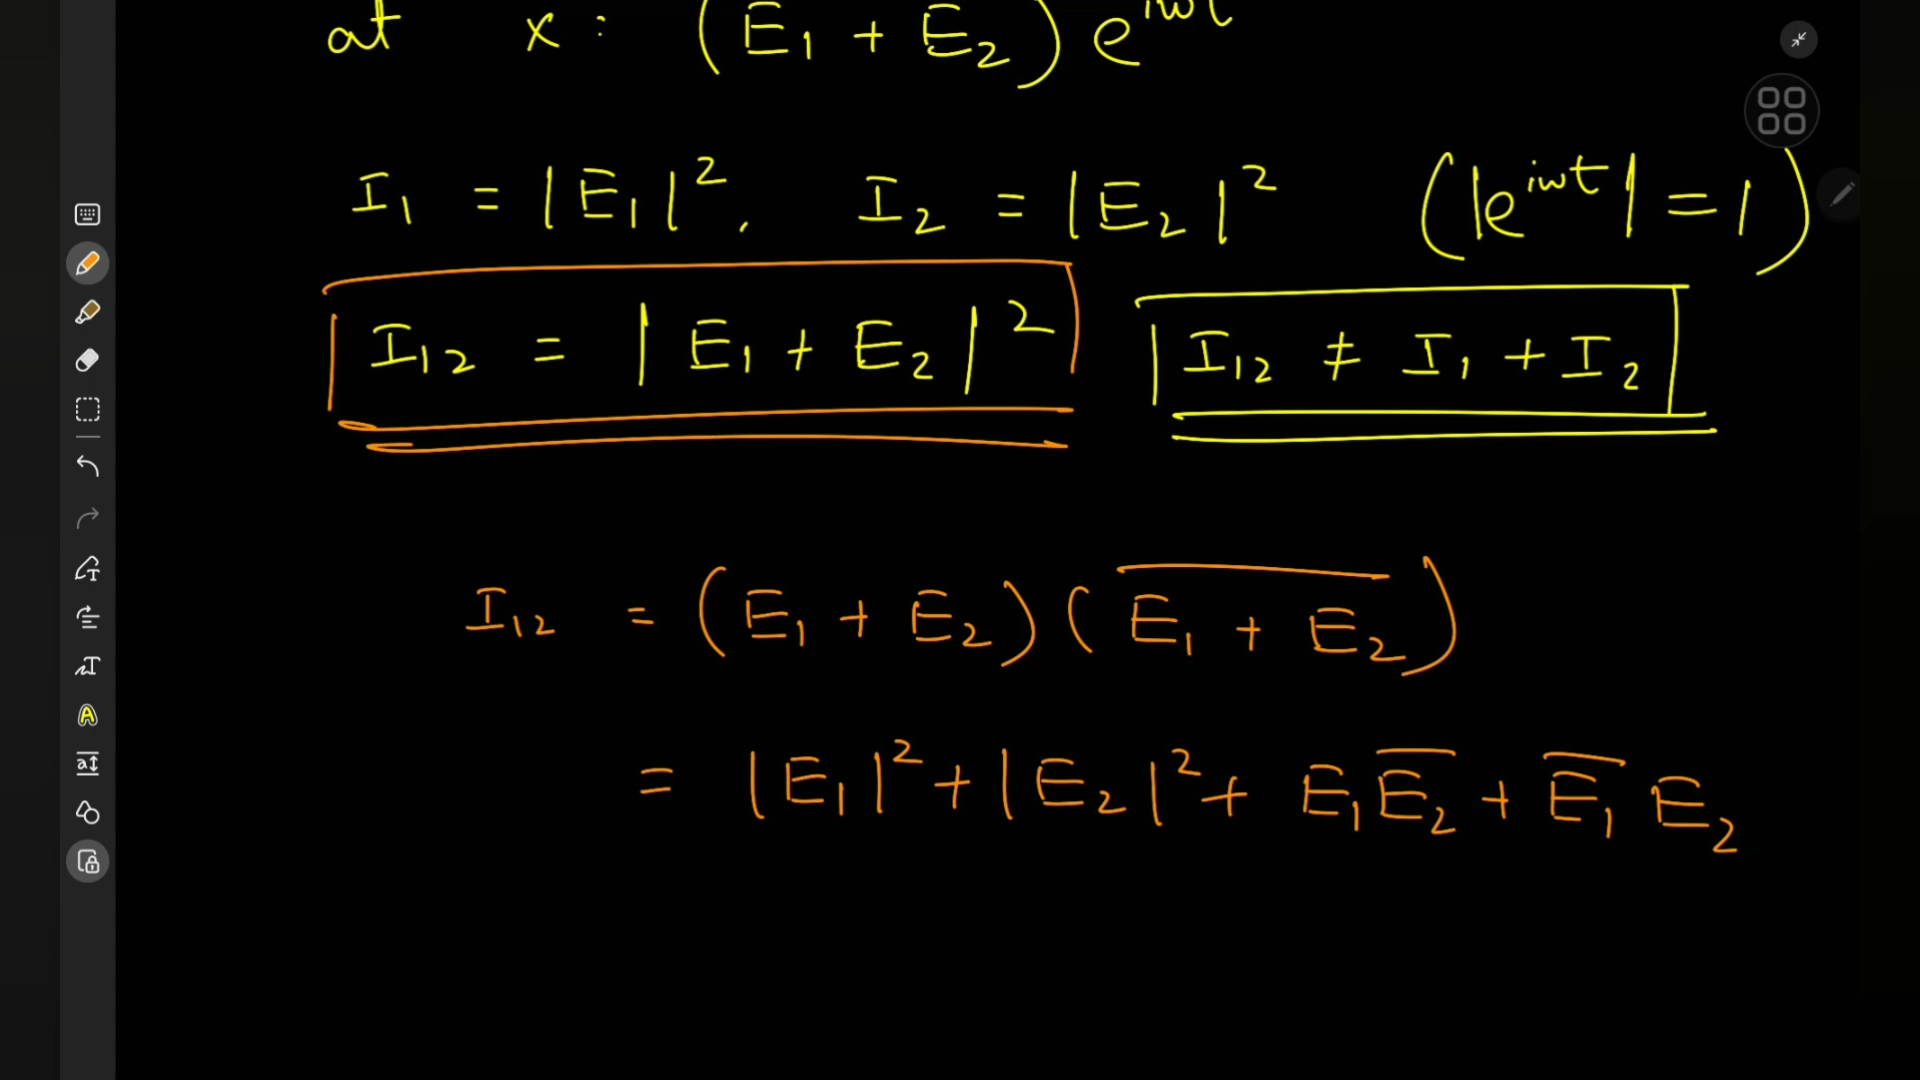 at x: (E₁ + E₂) e^{iωt}
I₁ = |E₁|², I₂ = |E₂|² (|e^{iωt}| = 1)
I₁₂ = |E₁ + E₂|² I₁₂ ≠ I₁ + I₂
I₁₂ = (E₁ + E₂)(\overline{E₁ + E₂})
= |E₁|² + |E₂|² + E₁\overline{E₂} + \overline{E₁}E₂